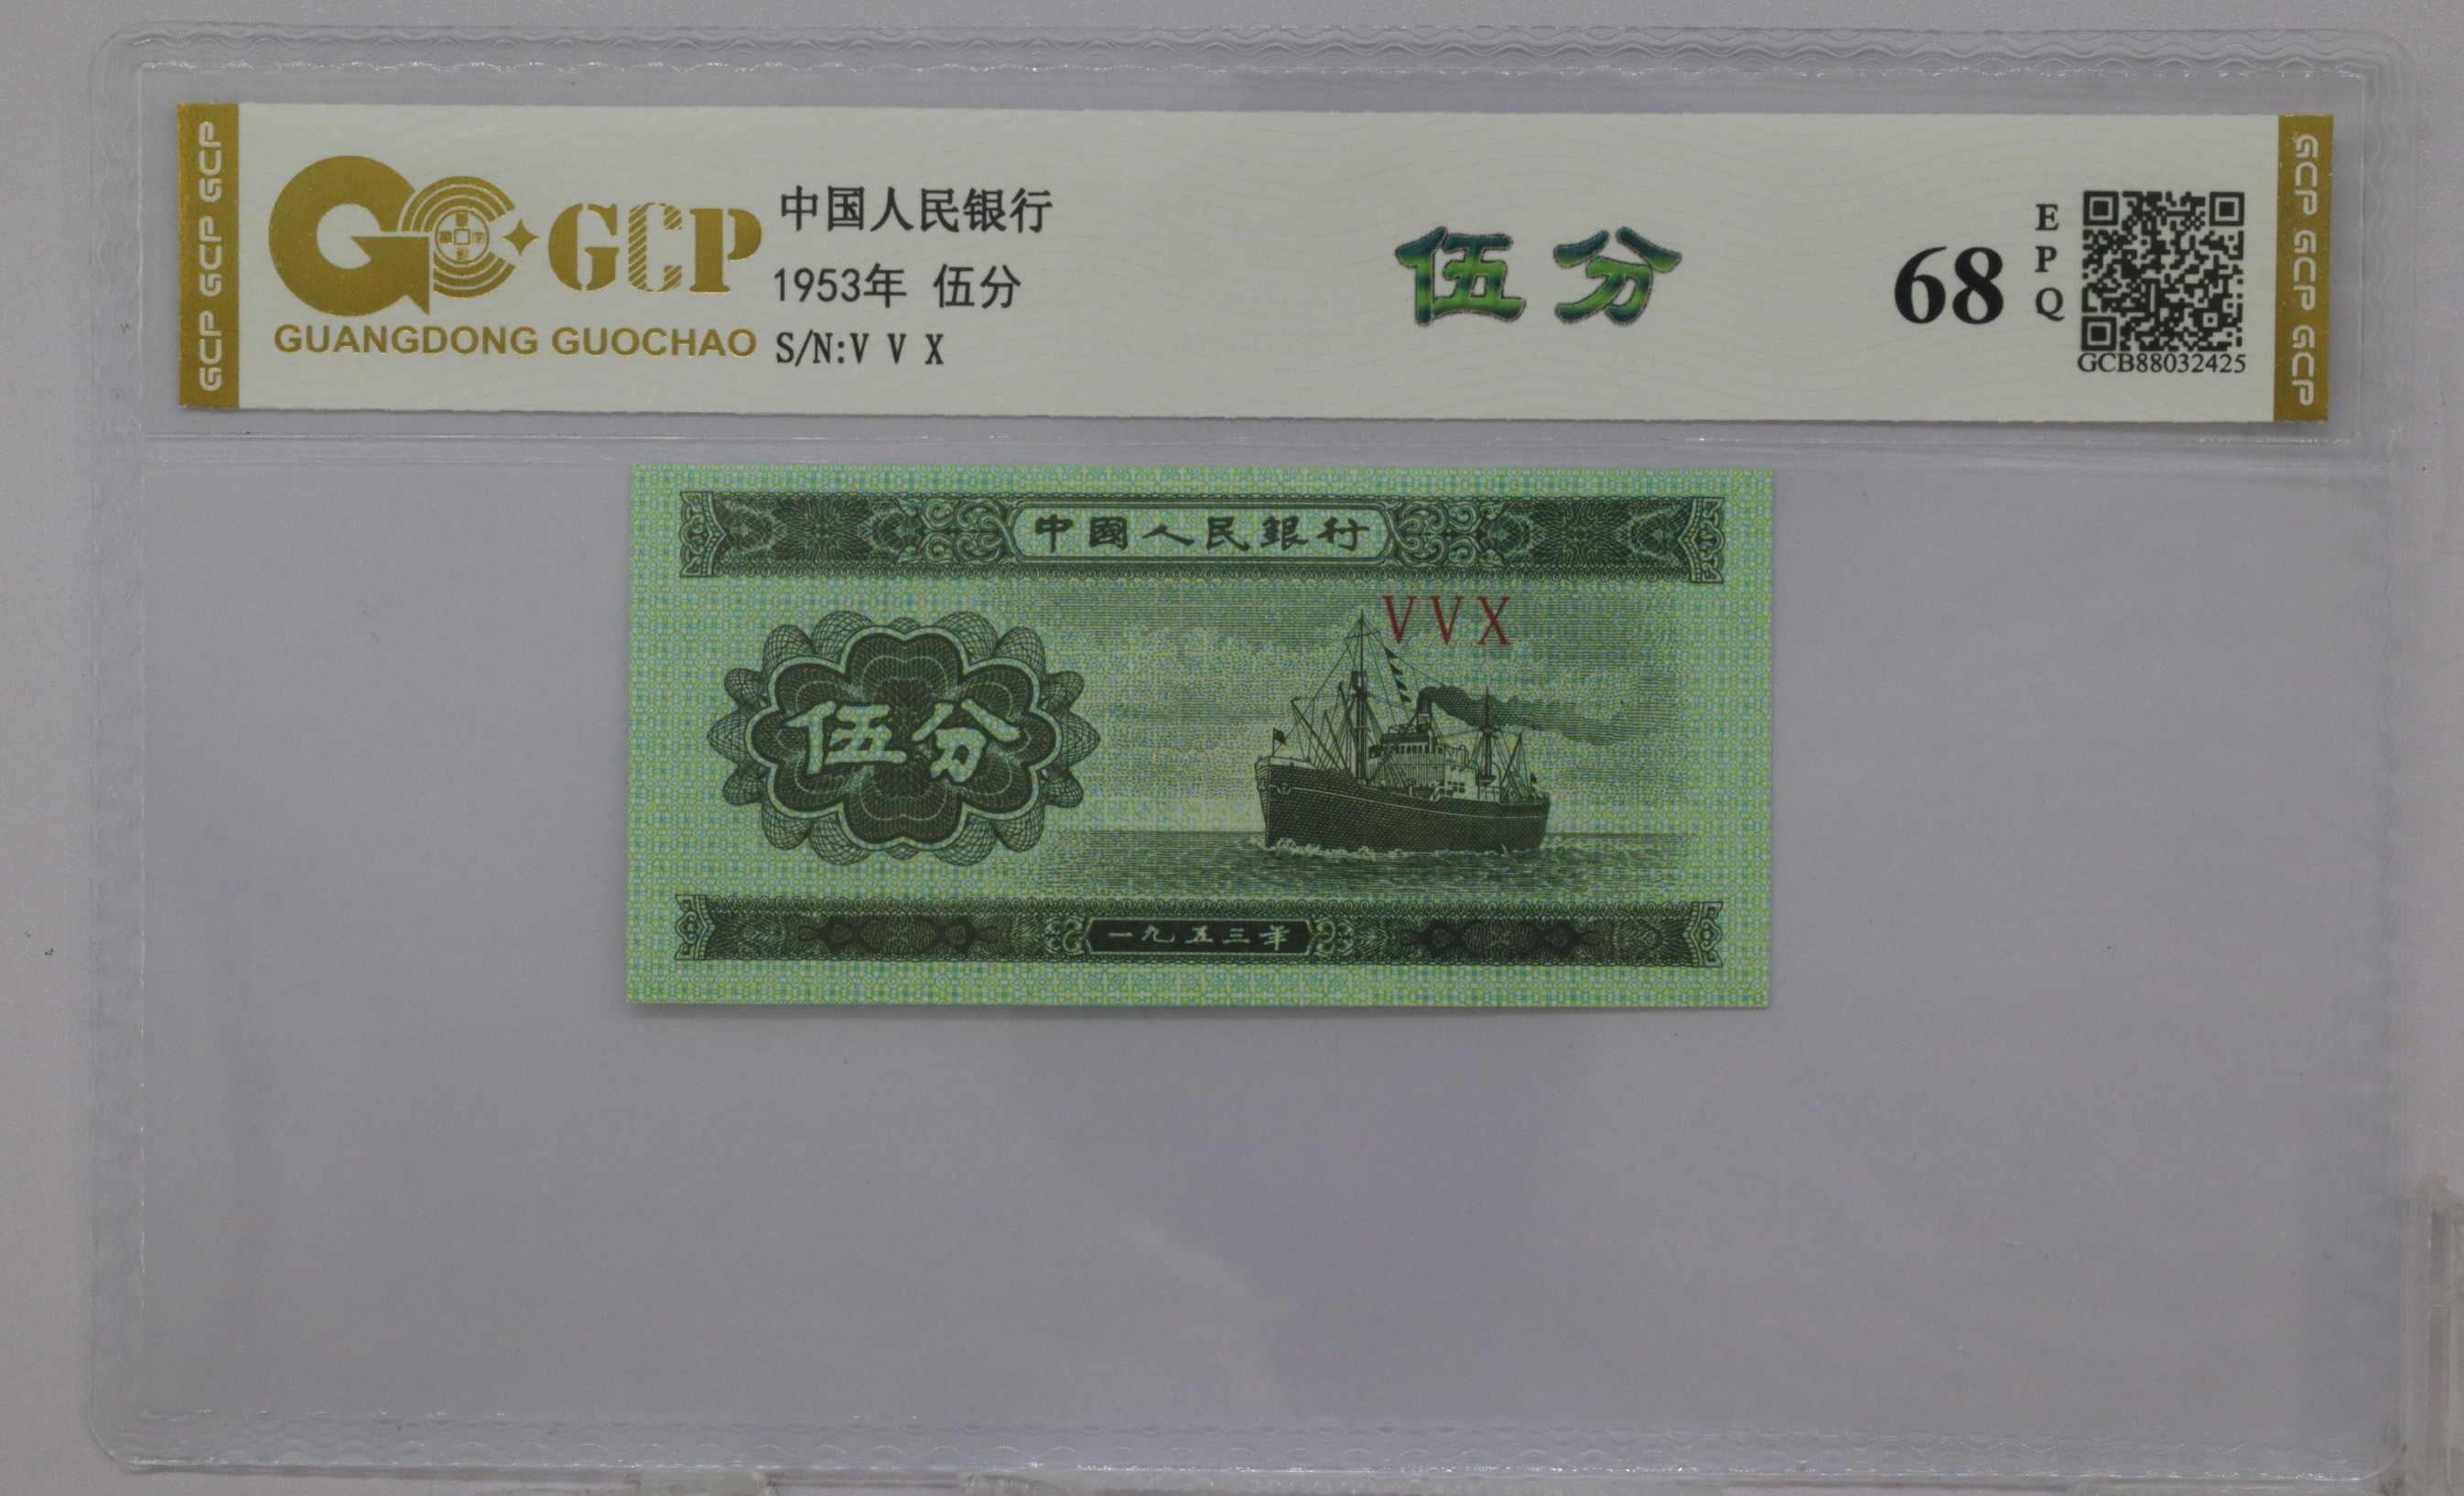 GCP GCP GCP
GCP
GUANGDONG GUOCHAO
中国人民银行
1953年 伍分
S/N:V V X
伍分
68
E
P
Q
GCB88032425
GCP GCP GCP
中國人民銀行
VVX
伍分
一九五三年